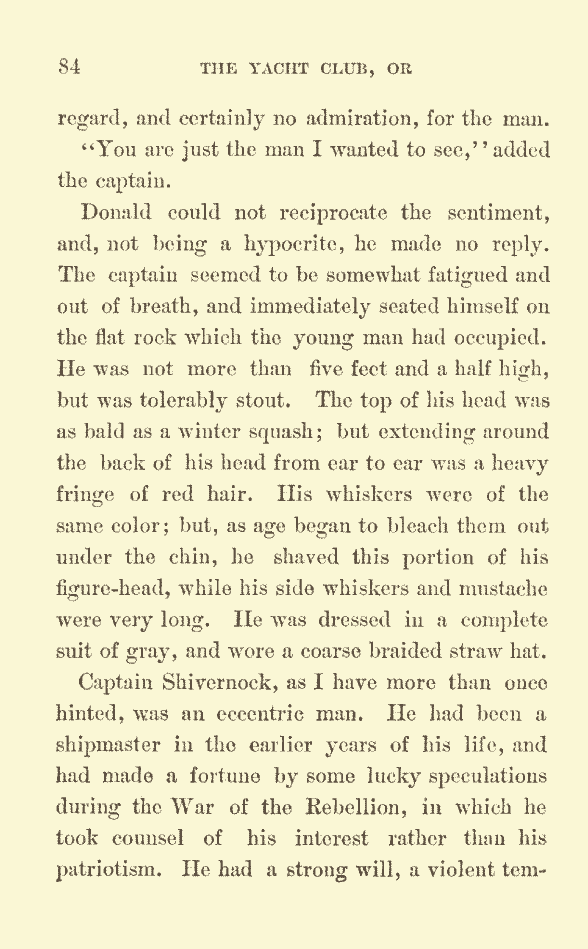 84 THE YACHT CLUB, OR
regard, and certainly no admiration, for the man.
"You are just the man I wanted to see," added
the captain.
Donald could not reciprocate the sentiment,
and, not being a hypocrite, he made no reply.
The captain seemed to be somewhat fatigued and
out of breath, and immediately seated himself on
the flat rock which the young man had occupied.
He was not more than five feet and a half high,
but was tolerably stout. The top of his head was
as bald as a winter squash; but extending around
the back of his head from ear to ear was a heavy
fringe of red hair. His whiskers were of the
same color; but, as age began to bleach them out
under the chin, he shaved this portion of his
figure-head, while his side whiskers and mustache
were very long. He was dressed in a complete
suit of gray, and wore a coarse braided straw hat.
Captain Shivernock, as I have more than once
hinted, was an eccentric man. He had been a
shipmaster in the earlier years of his life, and
had made a fortune by some lucky speculations
during the War of the Rebellion, in which he
took counsel of his interest rather than his
patriotism. He had a strong will, a violent tem-